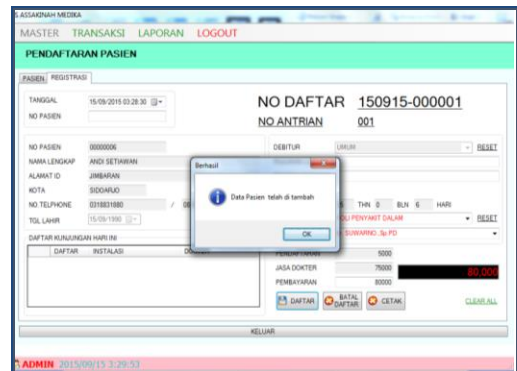 S ASSAKINAH MEDIKA
MASTER TRANSAKSI LAPORAN LOGOUT
PENDAFTARAN PASIEN
PASIEN REGISTRASI
TANGGAL 15/09/2015 03:28:30
NO PASIEN
NO DAFTAR 150915-000001
NO ANTRIAN 001
NO PASIEN 00000006
NAMA LENGKAP ANDI SETIAWAN
ALAMAT ID JIMBARAN
KOTA SIDOARJO
NO.TELPHONE 0318831080 / 08
TGL LAHIR 15/09/1990
DEBITUR UMUM RESET
Berhasil
Data Pasien telah di tambah
OK
THN 0 BLN 6 HARI
POLI PENYAKIT DALAM RESET
SUWARNO ,Sp.PD
DAFTAR KUNJUNGAN HARI INI
DAFTAR INSTALASI
PENDAFTARAN 5000
JASA DOKTER 75000
PEMBAYARAN 80000
80,000
DAFTAR BATAL DAFTAR CETAK CLEAR ALL
KELUAR
ADMIN 2015/09/15 3:29:53